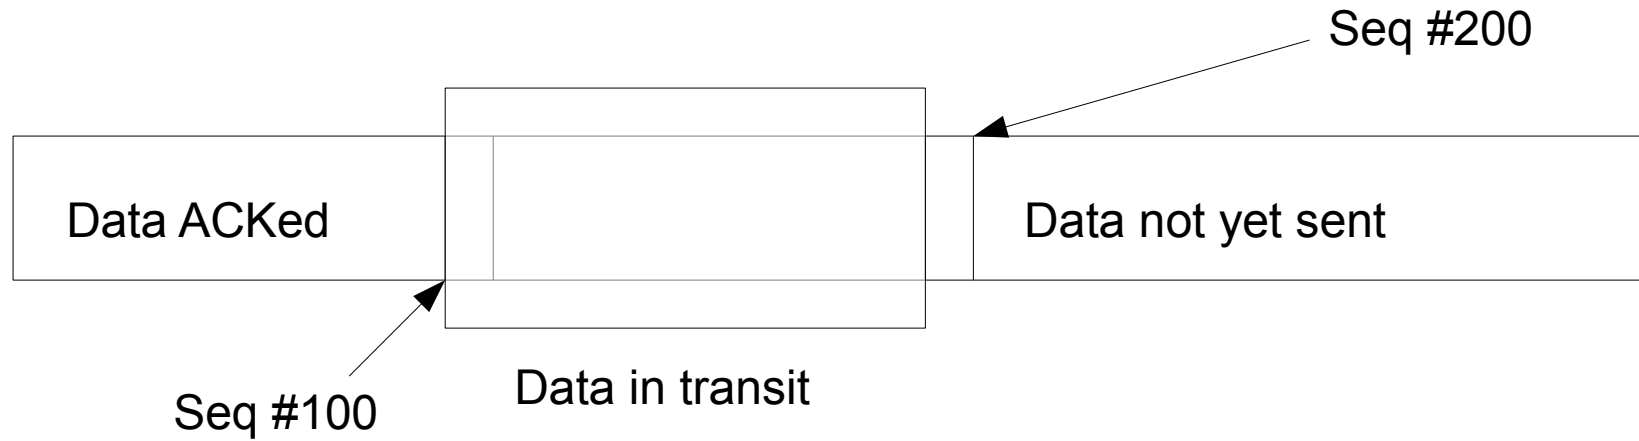 Seq #200
Data ACKed
Data not yet sent
Data in transit
Seq #100